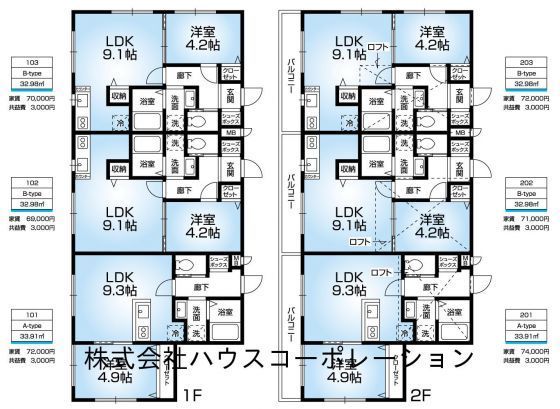 103
B-type
32.98㎡
家賃 70,000円
共益費 3,000円
102
B-type
32.98㎡
家賃 69,000円
共益費 3,000円
101
A-type
33.91㎡
家賃 72,000円
共益費 3,000円
LDK
9.1帖
洋室
4.2帖
廊下
クローゼット
収納
浴室
洗面
洗
玄関
シューズボックス
冷
MB
冷
収納
浴室
洗
洗面
シューズボックス
玄関
廊下
クローゼット
LDK
9.1帖
洋室
4.2帖
LDK
9.3帖
シューズボックス
MB
廊下
洗面
洗
浴室
冷
洋室
4.9帖
クローゼット
1F
バルコニー
LDK
9.1帖
ロフト
洋室
4.2帖
廊下
クローゼット
収納
浴室
洗面
洗
玄関
シューズボックス
冷
MB
冷
収納
浴室
洗
洗面
シューズボックス
玄関
廊下
クローゼット
バルコニー
LDK
9.1帖
ロフト
洋室
4.2帖
バルコニー
LDK
9.3帖
ロフト
シューズボックス
MB
廊下
洗面
洗
浴室
冷
洋室
4.9帖
2F
203
B-type
32.98㎡
家賃 72,000円
共益費 3,000円
202
B-type
32.98㎡
家賃 71,000円
共益費 3,000円
201
A-type
33.91㎡
家賃 74,000円
共益費 3,000円
株式会社ハウスコーポレーション